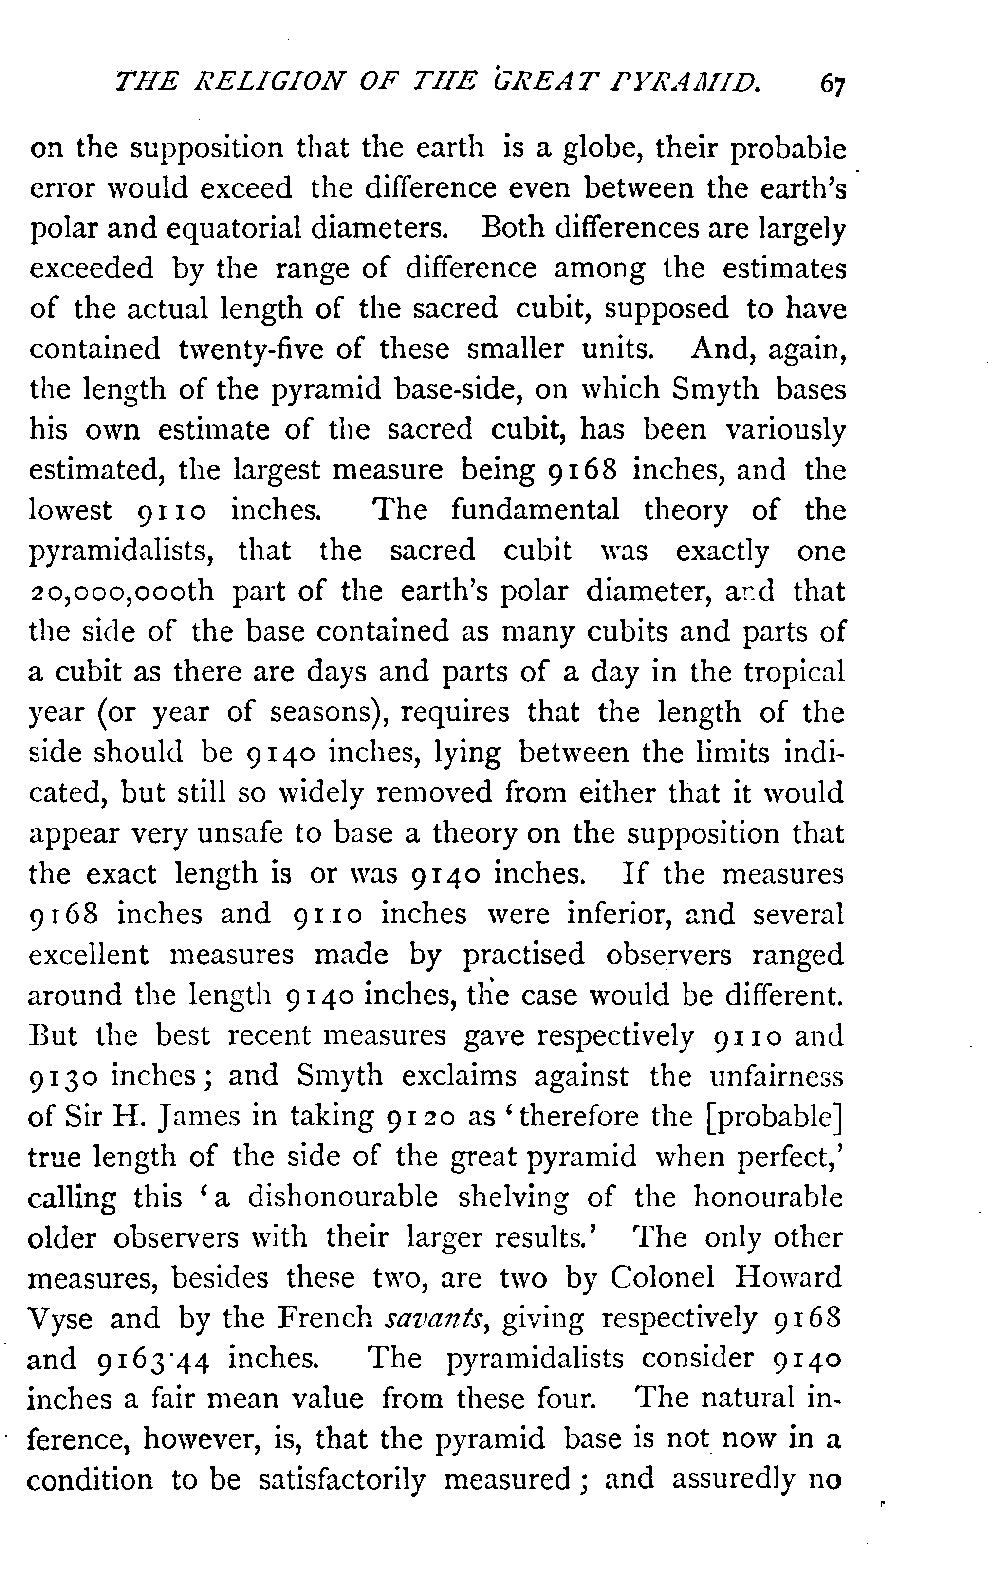 THE RELIGION OF THE GREAT PYRAMID. 67
on the supposition that the earth is a globe, their probable
error would exceed the difference even between the earth's
polar and equatorial diameters. Both differences are largely
exceeded by the range of difference among the estimates
of the actual length of the sacred cubit, supposed to have
contained twenty-five of these smaller units. And, again,
the length of the pyramid base-side, on which Smyth bases
his own estimate of the sacred cubit, has been variously
estimated, the largest measure being 9168 inches, and the
lowest 9110 inches. The fundamental theory of the
pyramidalists, that the sacred cubit was exactly one
20,000,000th part of the earth's polar diameter, and that
the side of the base contained as many cubits and parts of
a cubit as there are days and parts of a day in the tropical
year (or year of seasons), requires that the length of the
side should be 9140 inches, lying between the limits indi-
cated, but still so widely removed from either that it would
appear very unsafe to base a theory on the supposition that
the exact length is or was 9140 inches. If the measures
9168 inches and 9110 inches were inferior, and several
excellent measures made by practised observers ranged
around the length 9140 inches, the case would be different.
But the best recent measures gave respectively 9110 and
9130 inches; and Smyth exclaims against the unfairness
of Sir H. James in taking 9120 as 'therefore the [probable]
true length of the side of the great pyramid when perfect,'
calling this 'a dishonourable shelving of the honourable
older observers with their larger results.' The only other
measures, besides these two, are two by Colonel Howard
Vyse and by the French savants, giving respectively 9168
and 9163·44 inches. The pyramidalists consider 9140
inches a fair mean value from these four. The natural in-
ference, however, is, that the pyramid base is not now in a
condition to be satisfactorily measured; and assuredly no